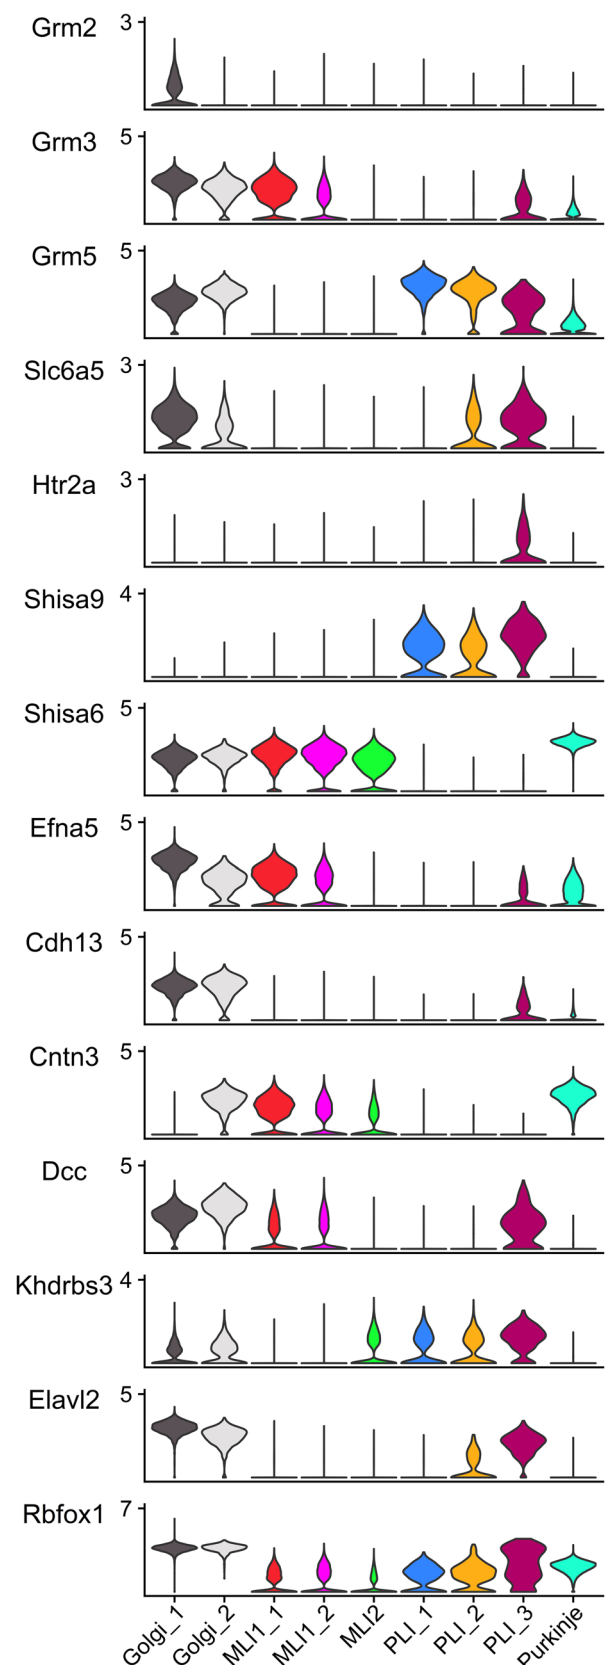 Grm2 3
Grm3 5
Grm5 5
Slc6a5 3
Htr2a 3
Shisa9 4
Shisa6 5
Efna5 5
Cdh13 5
Cntn3 5
Dcc 5
Khdrbs3 4
Elavl2 5
Rbfox1 7
Golgi_1 Golgi_2 MLI1_1 MLI1_2 MLI2 PLI_1 PLI_2 PLI_3 Purkinje